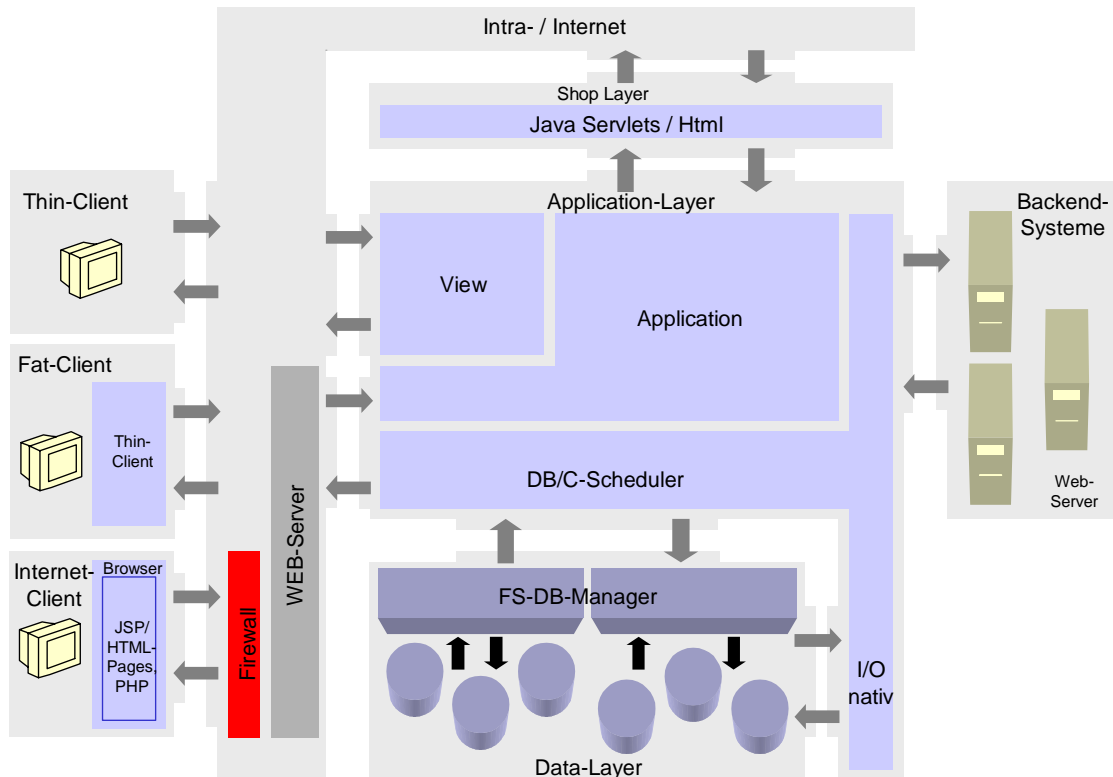 Intra- / Internet
Shop Layer
Java Servlets / Html
Thin-Client
Application-Layer
Backend-
Systeme
View
Application
Fat-Client
Thin-
Client
DB/C-Scheduler
Web-
Server
WEB-Server
Internet-
Client
Browser
JSP/
HTML-
Pages,
PHP
Firewall
FS-DB-Manager
I/O
nativ
Data-Layer